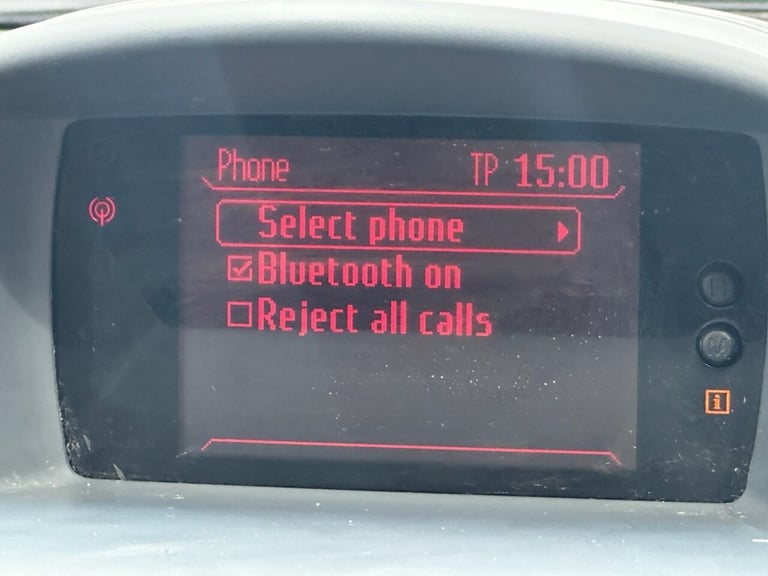 Phone TP 15:00
Select phone
Bluetooth on
Reject all calls
H
M
i